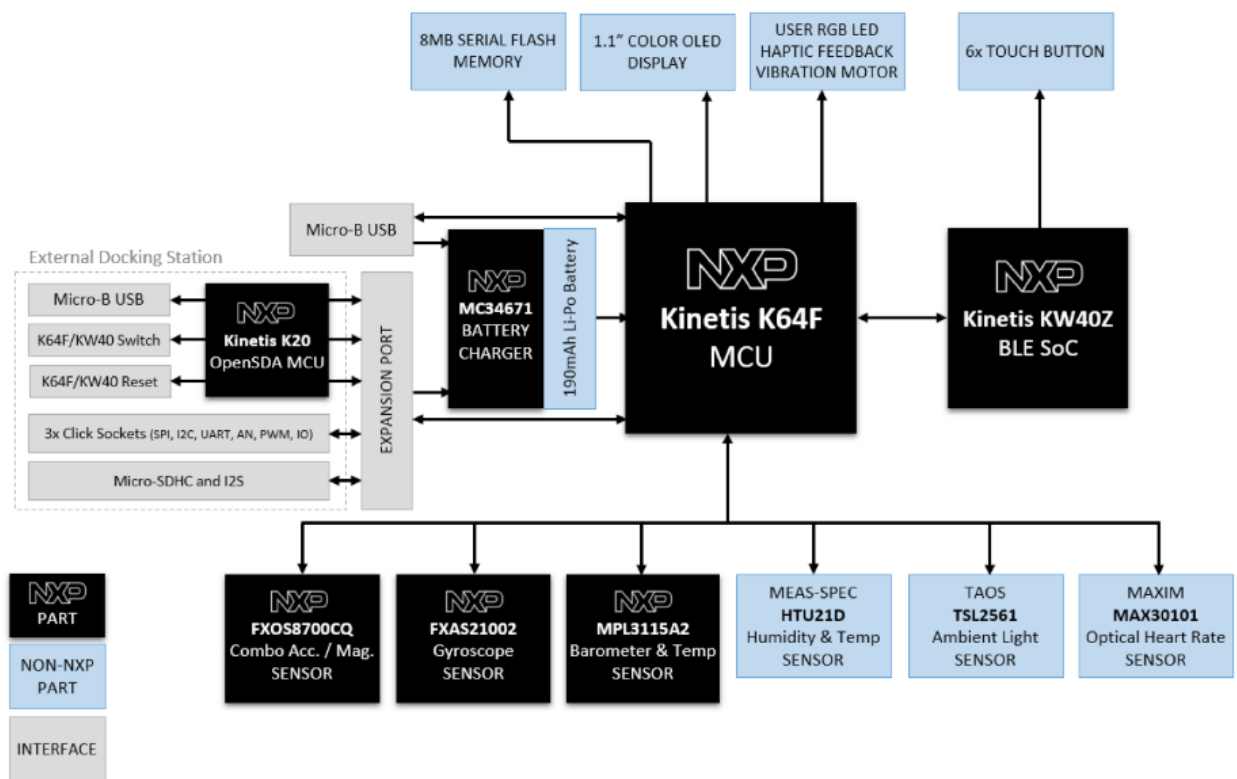 8MB SERIAL FLASH
MEMORY
1.1” COLOR OLED
DISPLAY
USER RGB LED
HAPTIC FEEDBACK
VIBRATION MOTOR
6x TOUCH BUTTON
Micro-B USB
External Docking Station
Micro-B USB
K64F/KW40 Switch
K64F/KW40 Reset
NXP
Kinetis K20
OpenSDA MCU
3x Click Sockets (SPI, I2C, UART, AN, PWM, IO)
Micro-SDHC and I2S
EXPANSION PORT
NXP
MC34671
BATTERY
CHARGER
190mAh Li-Po Battery
NXP
Kinetis K64F
MCU
NXP
Kinetis KW40Z
BLE SoC
NXP
FXOS8700CQ
Combo Acc. / Mag.
SENSOR
NXP
FXAS21002
Gyroscope
SENSOR
NXP
MPL3115A2
Barometer & Temp
SENSOR
MEAS-SPEC
HTU21D
Humidity & Temp
SENSOR
TAOS
TSL2561
Ambient Light
SENSOR
MAXIM
MAX30101
Optical Heart Rate
SENSOR
NXP
PART
NON-NXP
PART
INTERFACE